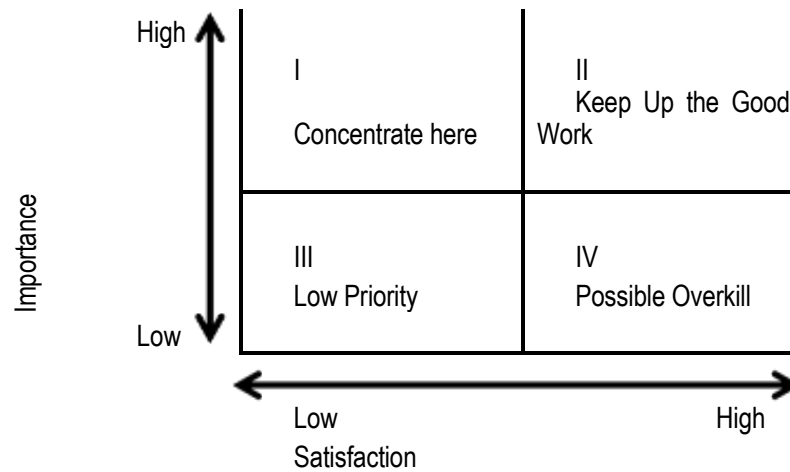 High
I
II
Keep Up the Good
Concentrate here
Work
Importance
III
IV
Low Priority
Possible Overkill
Low
Low
High
Satisfaction